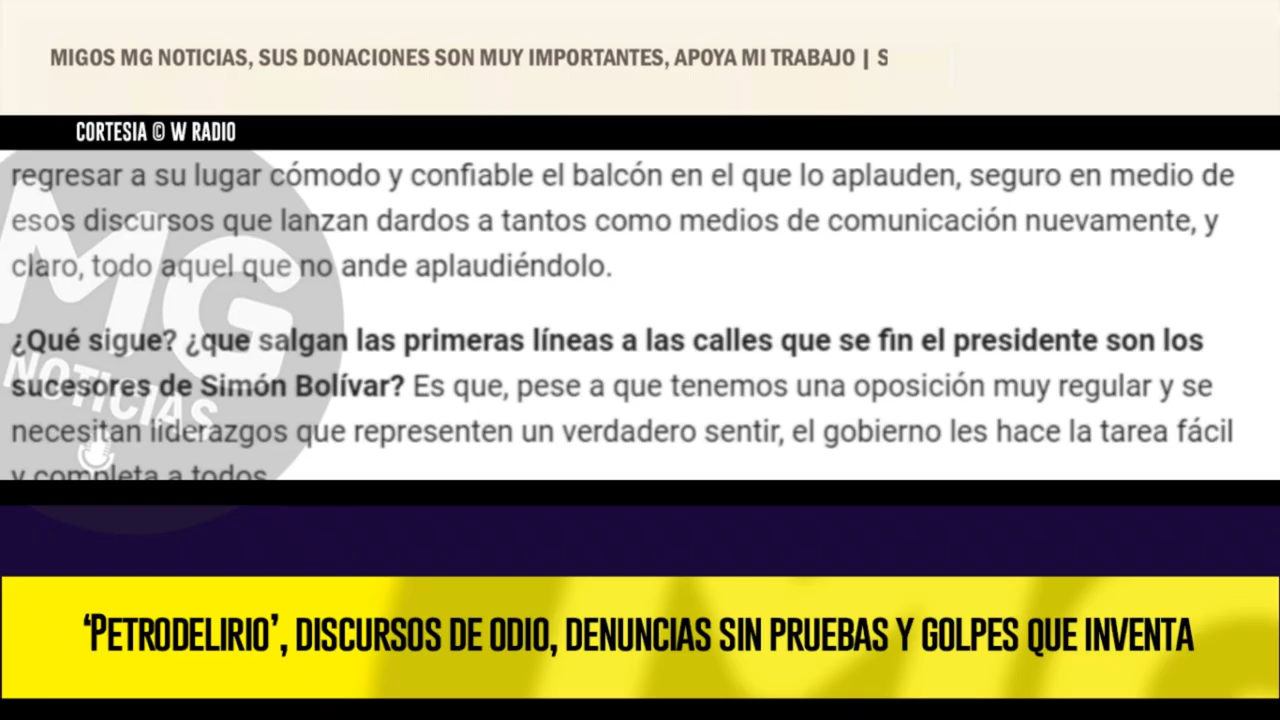 MIGOS MG NOTICIAS, SUS DONACIONES SON MUY IMPORTANTES, APOYA MI TRABAJO | S
CORTESIA © W RADIO
regresar a su lugar cómodo y confiable el balcón en el que lo aplauden, seguro en medio de
esos discursos que lanzan dardos a tantos como medios de comunicación nuevamente, y
claro, todo aquel que no ande aplaudiéndolo.
¿Qué sigue? ¿que salgan las primeras líneas a las calles que se fin el presidente son los
sucesores de Simón Bolívar? Es que, pese a que tenemos una oposición muy regular y se
necesitan liderazgos que representen un verdadero sentir, el gobierno les hace la tarea fácil
y completa a todos.
MG
NOTICIAS
‘PETRODELIRIO’, DISCURSOS DE ODIO, DENUNCIAS SIN PRUEBAS Y GOLPES QUE INVENTA